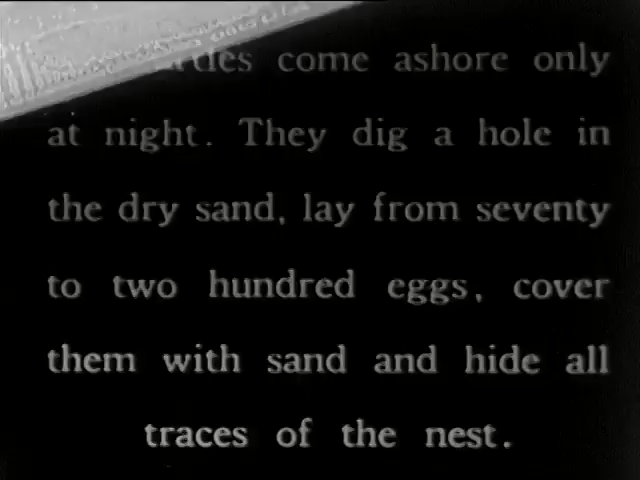 come ashore only
at night. They dig a hole in
the dry sand, lay from seventy
to two hundred eggs, cover
them with sand and hide all
traces of the nest.